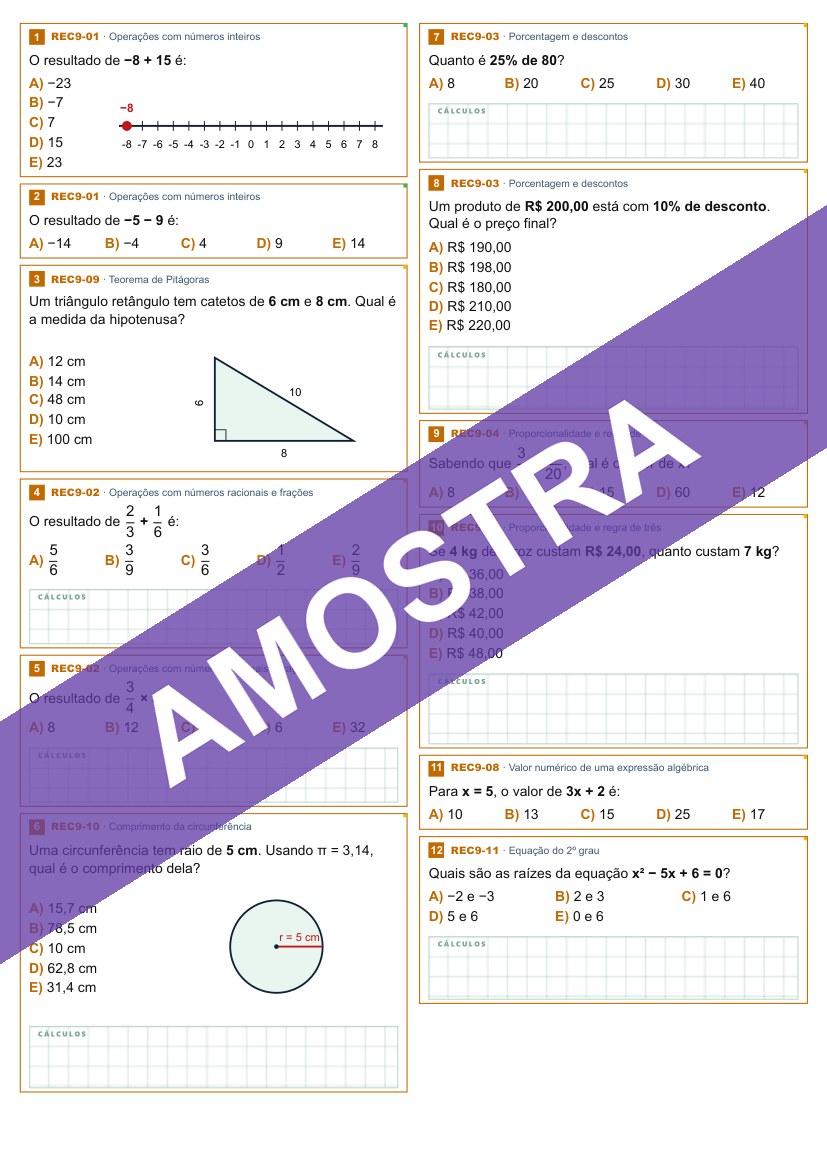 1 REC9-01 · Operações com números inteiros
O resultado de −8 + 15 é:
A) −23
B) −7
C) 7
D) 15
E) 23
−8
-8 -7 -6 -5 -4 -3 -2 -1 0 1 2 3 4 5 6 7 8
2 REC9-01 · Operações com números inteiros
O resultado de −5 − 9 é:
A) −14 B) −4 C) 4 D) 9 E) 14
3 REC9-09 · Teorema de Pitágoras
Um triângulo retângulo tem catetos de 6 cm e 8 cm. Qual é
a medida da hipotenusa?
A) 12 cm
B) 14 cm
C) 48 cm
D) 10 cm
E) 100 cm
6
10
8
4 REC9-02 · Operações com números racionais e frações
O resultado de 2/3 + 1/6 é:
A) 5/6 B) 3/9 C) 3/6 D) 1/2 E) 2/9
CÁLCULOS
5 REC9-02 · Operações com
O resultado de 3/4 ×
A) 8 B) 12 6 E) 32
CÁLCULOS
6 REC9-10 · Comprimento da circunferência
Uma circunferência tem raio de 5 cm. Usando π = 3,14,
qual é o comprimento dela?
A) 15,7 cm
B) 78,5 cm
C) 10 cm
D) 62,8 cm
E) 31,4 cm
r = 5 cm
CÁLCULOS
7 REC9-03 · Porcentagem e descontos
Quanto é 25% de 80?
A) 8 B) 20 C) 25 D) 30 E) 40
CÁLCULOS
8 REC9-03 · Porcentagem e descontos
Um produto de R$ 200,00 está com 10% de desconto.
Qual é o preço final?
A) R$ 190,00
B) R$ 198,00
C) R$ 180,00
D) R$ 210,00
E) R$ 220,00
CÁLCULOS
9 REC9-04 · Proporcionalidade e
Sabendo que 3 20 de x?
A) 8 B) 15 D) 60 E) 12
10 e regra de três
Se 4 kg de custam R$ 24,00, quanto custam 7 kg?
36,00
B) 38,00
R$ 42,00
D) R$ 40,00
E) R$ 48,00
CÁLCULOS
11 REC9-08 · Valor numérico de uma expressão algébrica
Para x = 5, o valor de 3x + 2 é:
A) 10 B) 13 C) 15 D) 25 E) 17
12 REC9-11 · Equação do 2º grau
Quais são as raízes da equação x² − 5x + 6 = 0?
A) −2 e −3 B) 2 e 3 C) 1 e 6
D) 5 e 6 E) 0 e 6
CÁLCULOS
AMOSTRA